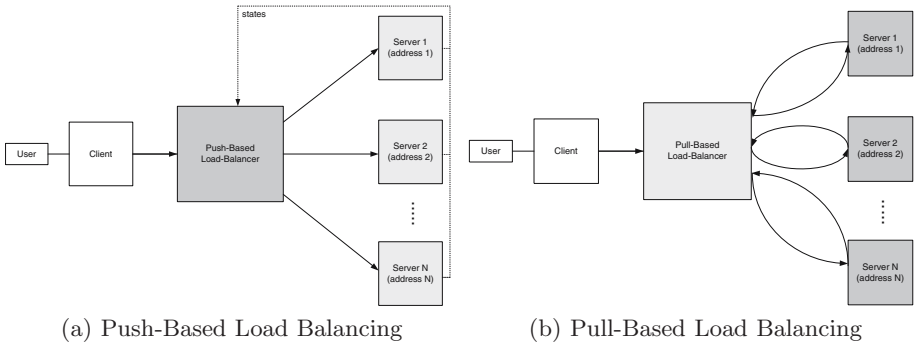 states
Server 1
(address 1)
User
Client
Push-Based
Load-Balancer
Server 2
(address 2)
Server N
(address N)
(a) Push-Based Load Balancing
Server 1
(address 1)
User
Client
Pull-Based
Load-Balancer
Server 2
(address 2)
Server N
(address N)
(b) Pull-Based Load Balancing